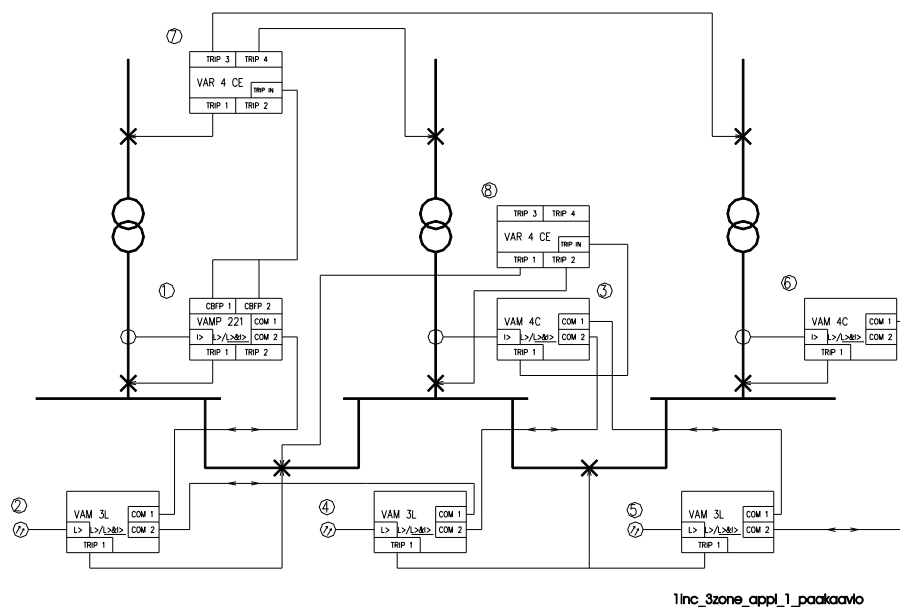 7
TRIP 3 TRIP 4
VAR 4 CE
TRIP IN
TRIP 1 TRIP 2
8
TRIP 3 TRIP 4
VAR 4 CE
TRIP IN
TRIP 1 TRIP 2
1
CBFP 1 CBFP 2
VAMP 221 COM 1
I> L>/L>&I> COM 2
TRIP 1 TRIP 2
3
VAM 4C COM 1
I> L>/L>&I> COM 2
TRIP 1
6
VAM 4C COM 1
I> L>/L>&I> COM 2
TRIP 1
2
VAM 3L COM 1
L> L>/L>&I> COM 2
TRIP 1
4
VAM 3L COM 1
L> L>/L>&I> COM 2
TRIP 1
5
VAM 3L COM 1
L> L>/L>&I> COM 2
TRIP 1
1inc_3zone_appl_1_paakaavio